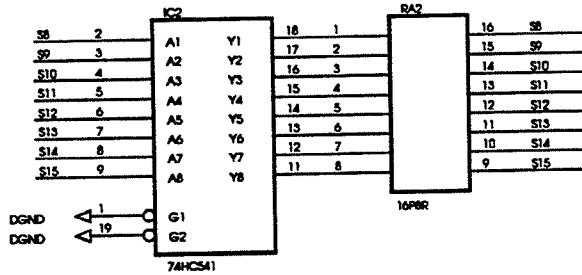 IC2 RA2
S8 2 A1 Y1 18 1 16 S8
S9 3 A2 Y2 17 2 15 S9
S10 4 A3 Y3 16 3 14 S10
S11 5 A4 Y4 15 4 13 S11
S12 6 A5 Y5 14 5 12 S12
S13 7 A6 Y6 13 6 11 S13
S14 8 A7 Y7 12 7 10 S14
S15 9 A8 Y8 11 8 9 S15
DGND 1 G1
DGND 19 G2
16P8R
74HC541